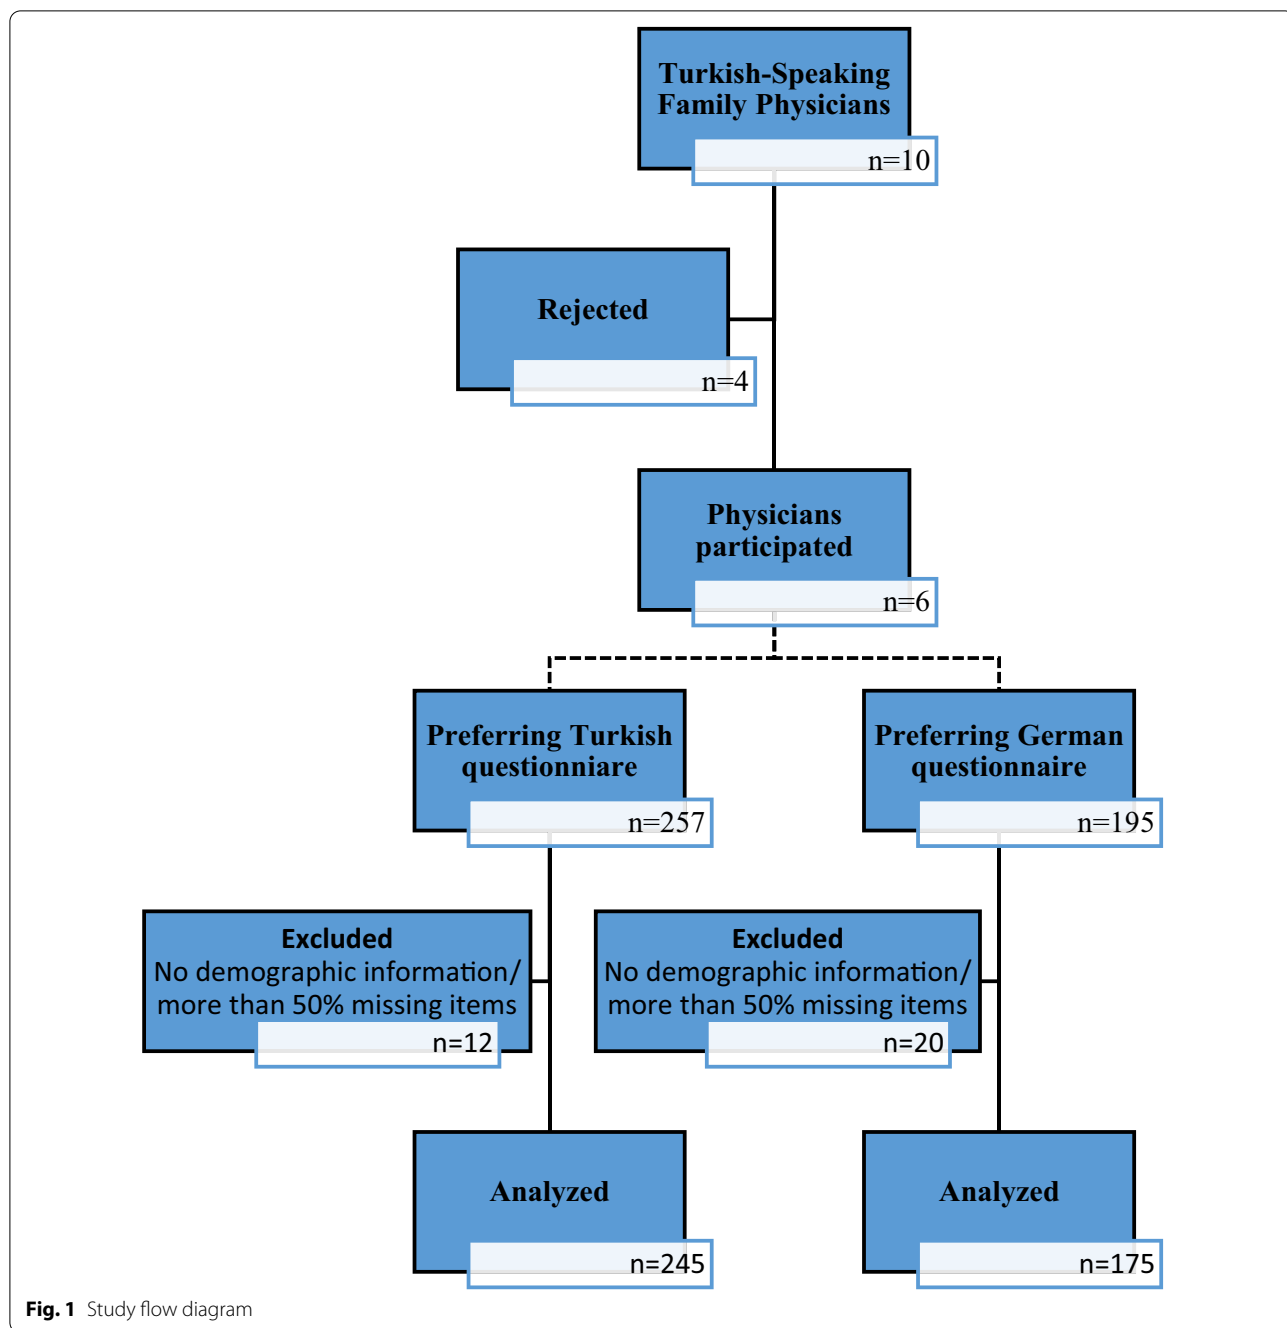 Turkish-Speaking
Family Physicians
n=10
Rejected
n=4
Physicians
participated
n=6
Preferring Turkish
questionniare
n=257
Preferring German
questionnaire
n=195
Excluded
No demographic information/
more than 50% missing items
n=12
Excluded
No demographic information/
more than 50% missing items
n=20
Analyzed
n=245
Analyzed
n=175
Fig. 1 Study flow diagram